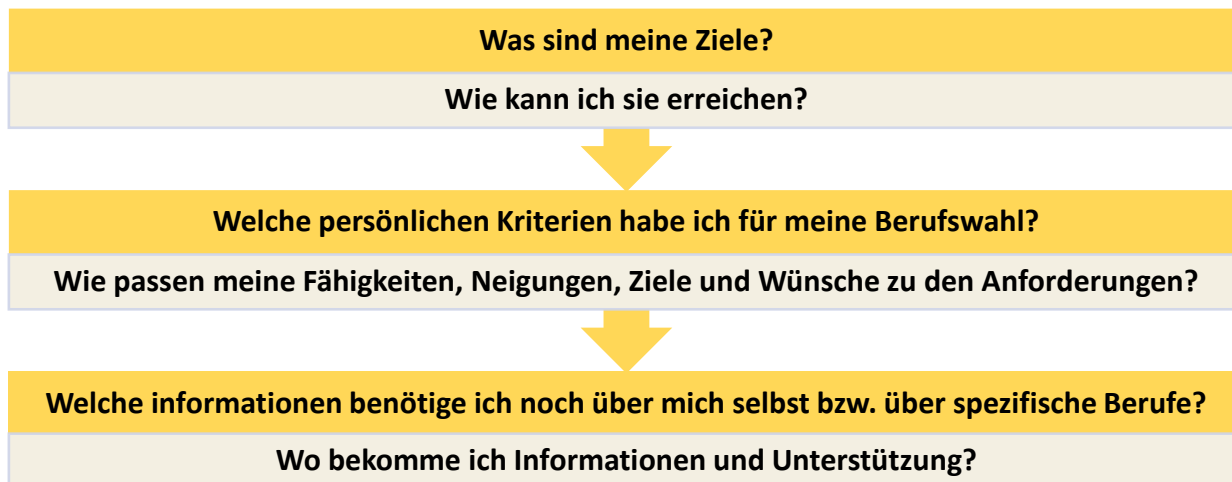 Was sind meine Ziele?
Wie kann ich sie erreichen?
Welche persönlichen Kriterien habe ich für meine Berufswahl?
Wie passen meine Fähigkeiten, Neigungen, Ziele und Wünsche zu den Anforderungen?
Welche informationen benötige ich noch über mich selbst bzw. über spezifische Berufe?
Wo bekomme ich Informationen und Unterstützung?